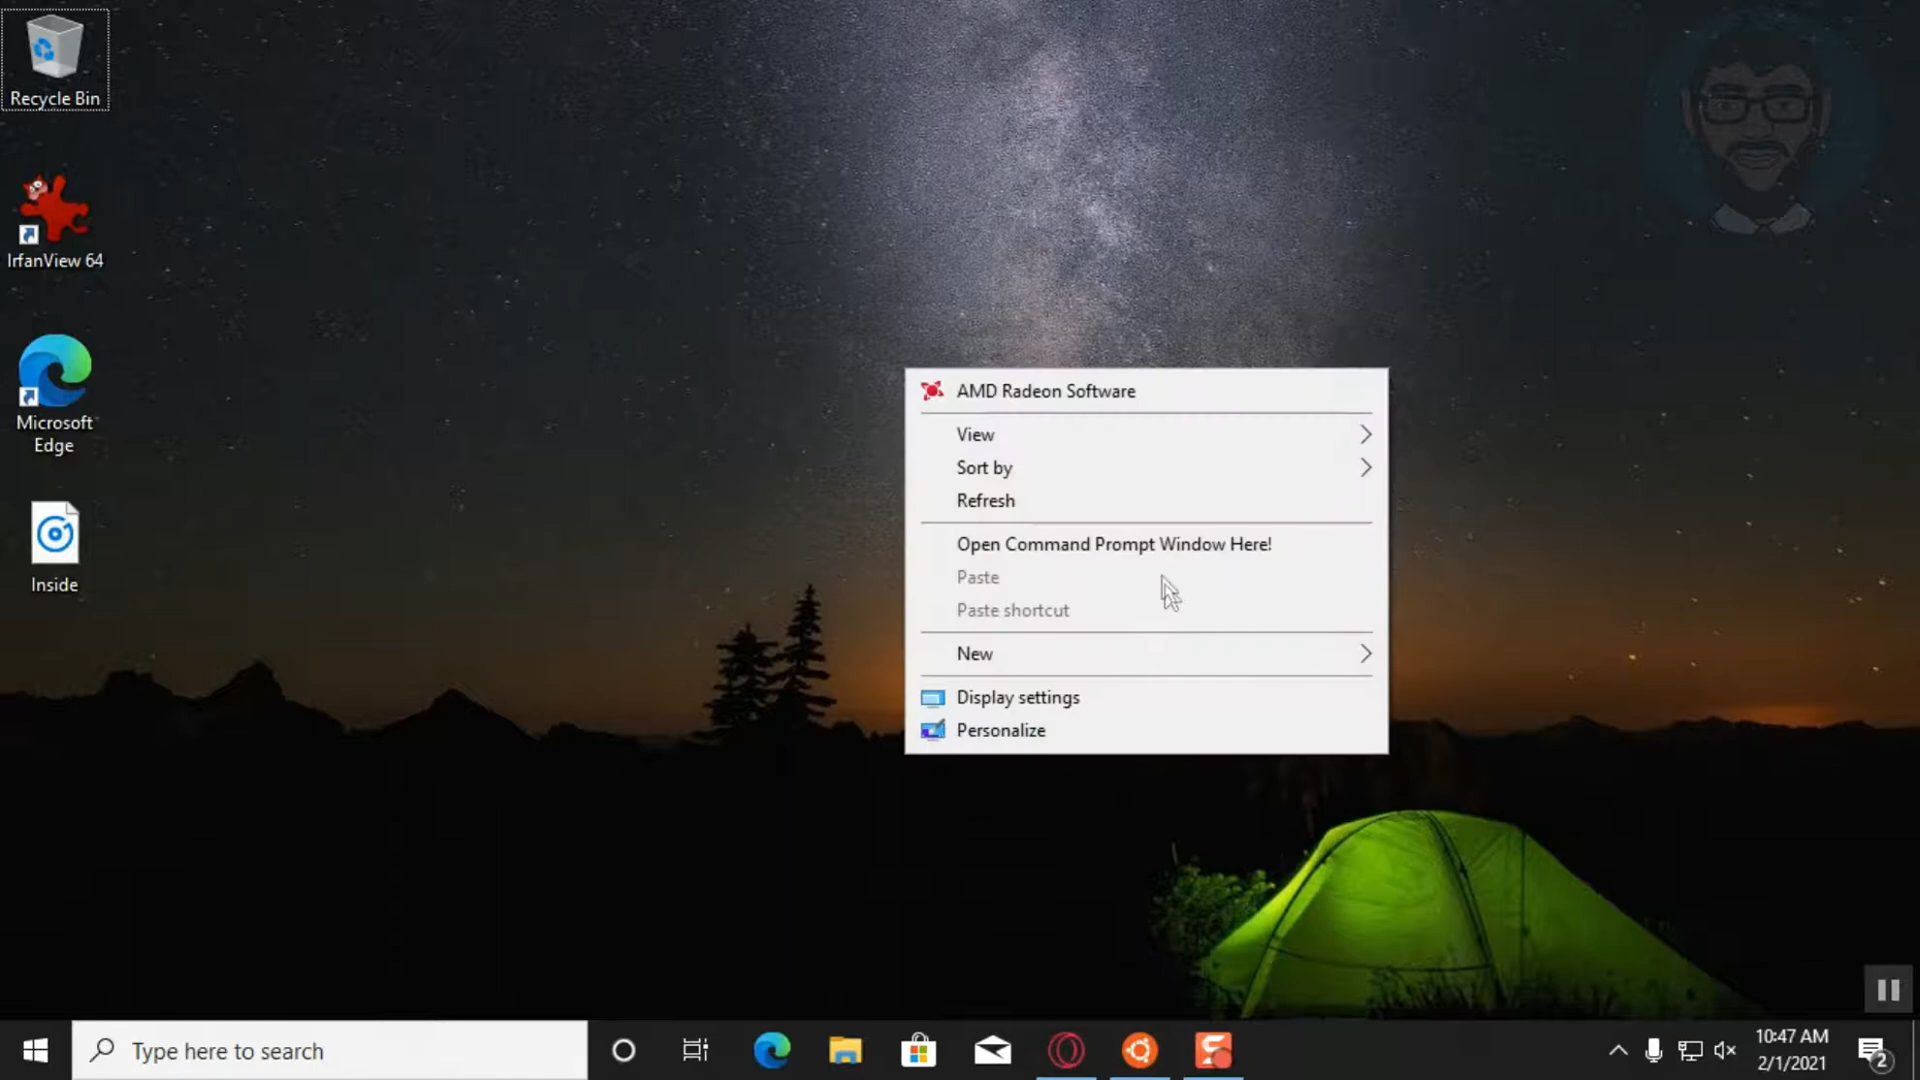 Recycle Bin
IrfanView 64
Microsoft
Edge
Inside
AMD Radeon Software
View
Sort by
Refresh
Open Command Prompt Window Here!
Paste
Paste shortcut
New
Display settings
Personalize
Type here to search
10:47 AM
2/1/2021
2